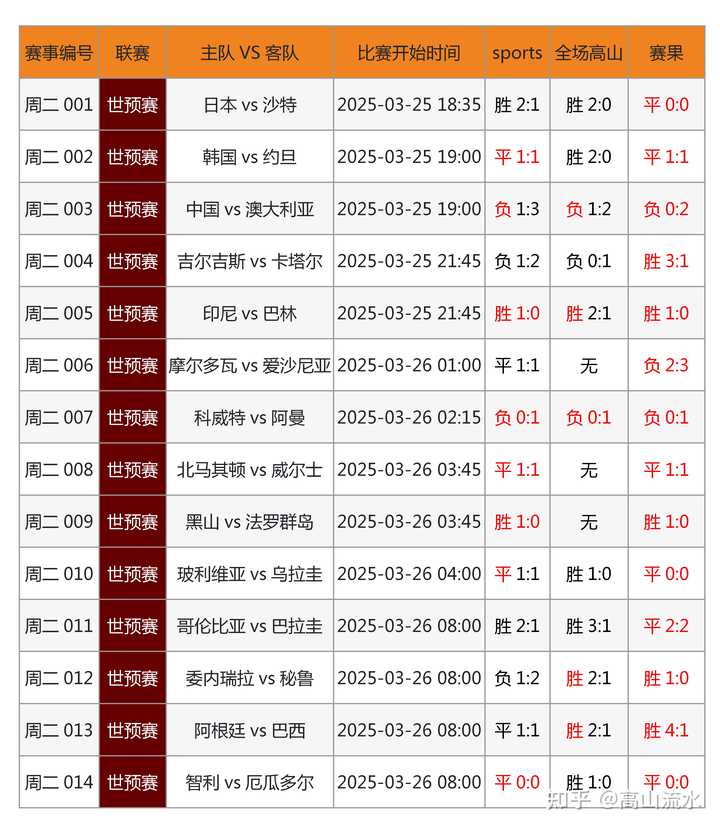 赛事编号 联赛 主队 VS 客队 比赛开始时间 sports 全场高山 赛果
周二 001 世预赛 日本 vs 沙特 2025-03-25 18:35 胜 2:1 胜 2:0 平 0:0
周二 002 世预赛 韩国 vs 约旦 2025-03-25 19:00 平 1:1 胜 2:0 平 1:1
周二 003 世预赛 中国 vs 澳大利亚 2025-03-25 19:00 负 1:3 负 1:2 负 0:2
周二 004 世预赛 吉尔吉斯 vs 卡塔尔 2025-03-25 21:45 负 1:2 负 0:1 胜 3:1
周二 005 世预赛 印尼 vs 巴林 2025-03-25 21:45 胜 1:0 胜 2:1 胜 1:0
周二 006 世预赛 摩尔多瓦 vs 爱沙尼亚 2025-03-26 01:00 平 1:1 无 负 2:3
周二 007 世预赛 科威特 vs 阿曼 2025-03-26 02:15 负 0:1 负 0:1 负 0:1
周二 008 世预赛 北马其顿 vs 威尔士 2025-03-26 03:45 平 1:1 无 平 1:1
周二 009 世预赛 黑山 vs 法罗群岛 2025-03-26 03:45 胜 1:0 无 胜 1:0
周二 010 世预赛 玻利维亚 vs 乌拉圭 2025-03-26 04:00 平 1:1 胜 1:0 平 0:0
周二 011 世预赛 哥伦比亚 vs 巴拉圭 2025-03-26 08:00 胜 2:1 胜 3:1 平 2:2
周二 012 世预赛 委内瑞拉 vs 秘鲁 2025-03-26 08:00 负 1:2 胜 2:1 胜 1:0
周二 013 世预赛 阿根廷 vs 巴西 2025-03-26 08:00 平 1:1 胜 2:1 胜 4:1
周二 014 世预赛 智利 vs 厄瓜多尔 2025-03-26 08:00 平 0:0 胜 1:0 平 0:0
知乎 @高山流水.